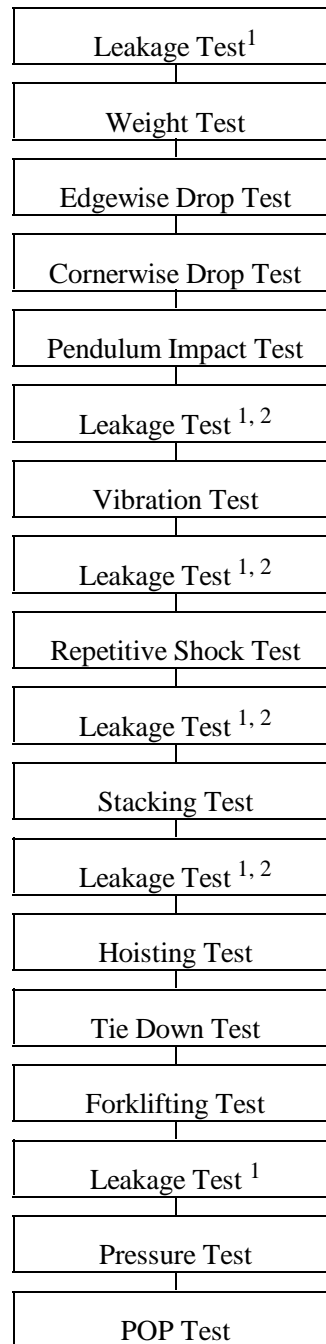 Leakage Test1
Weight Test
Edgewise Drop Test
Cornerwise Drop Test
Pendulum Impact Test
Leakage Test 1, 2
Vibration Test
Leakage Test 1, 2
Repetitive Shock Test
Leakage Test 1, 2
Stacking Test
Leakage Test 1, 2
Hoisting Test
Tie Down Test
Forklifting Test
Leakage Test 1
Pressure Test
POP Test